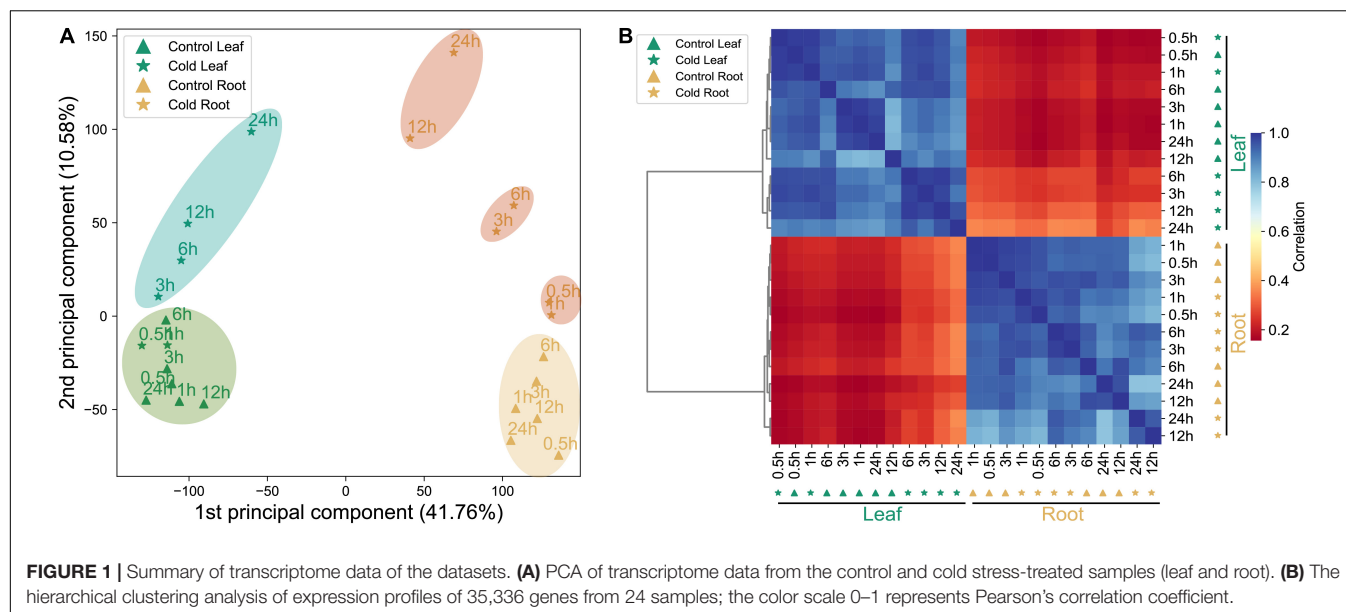 A
Control Leaf
Cold Leaf
Control Root
Cold Root
150
100
50
0
−50
2nd principal component (10.58%)
24h
12h
6h
3h
24h
12h
6h
3h
0.5h
1h
6h
0.5h
1h
3h
0.5h
24h
1h
12h
6h
3h
1h
12h
24h
0.5h
−100
−50
0
50
100
1st principal component (41.76%)
B
Control Leaf
Cold Leaf
Control Root
Cold Root
0.5h
0.5h
1h
6h
3h
1h
24h
12h
6h
3h
12h
24h
1h
0.5h
3h
1h
0.5h
6h
3h
6h
24h
12h
24h
12h
Leaf
Root
1.0
0.8
0.6
0.4
0.2
Correlation
0.5h 0.5h 1h 6h 3h 1h 24h 12h 6h 3h 12h 24h 1h 0.5h 3h 1h 0.5h 6h 3h 6h 24h 12h 24h 12h
Leaf Root
FIGURE 1 | Summary of transcriptome data of the datasets. (A) PCA of transcriptome data from the control and cold stress-treated samples (leaf and root). (B) The
hierarchical clustering analysis of expression profiles of 35,336 genes from 24 samples; the color scale 0–1 represents Pearson's correlation coefficient.